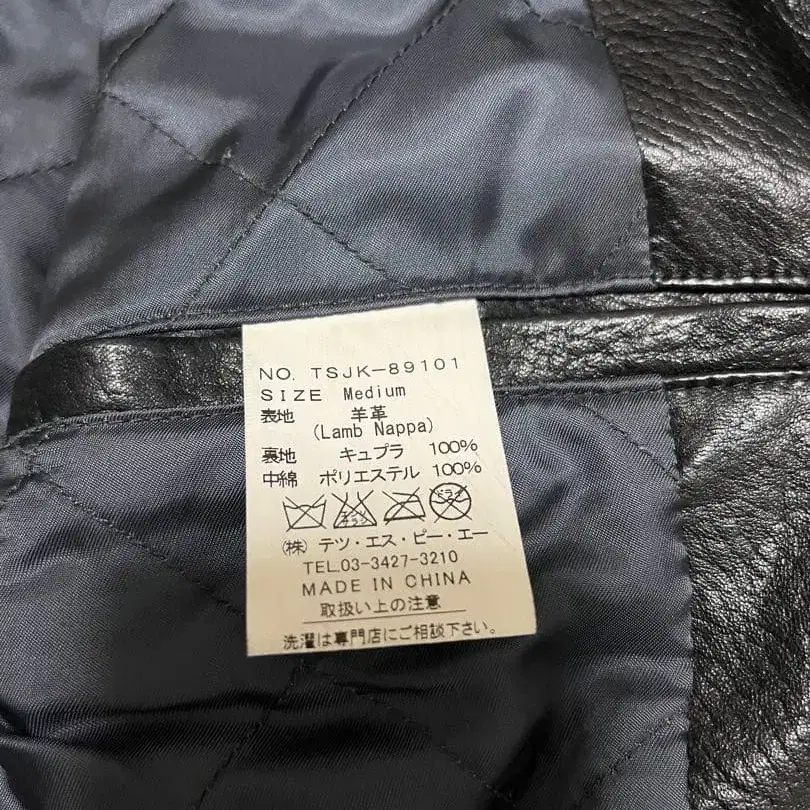 NO. TSJK-89101
SIZE Medium
表地 羊革
(Lamb Nappa)
裏地 キュプラ 100%
中綿 ポリエステル 100%
ドライ
(株) テツ・エス・ピー・エー
TEL.03-3427-3210
MADE IN CHINA
取扱い上の注意
洗濯は専門店にご相談下さい。